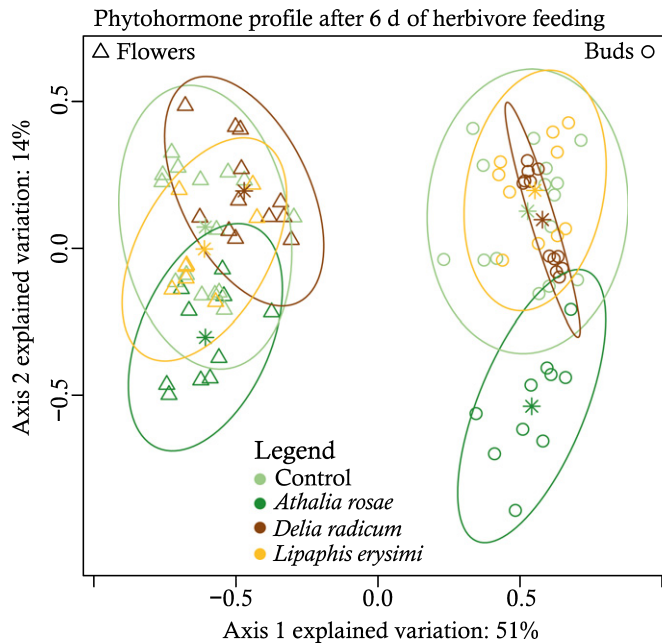 Phytohormone profile after 6 d of herbivore feeding
Flowers
Buds
Axis 2 explained variation: 14%
0.5
0.0
−0.5
Legend
Control
Athalia rosae
Delia radicum
Lipaphis erysimi
−0.5
0.0
0.5
Axis 1 explained variation: 51%